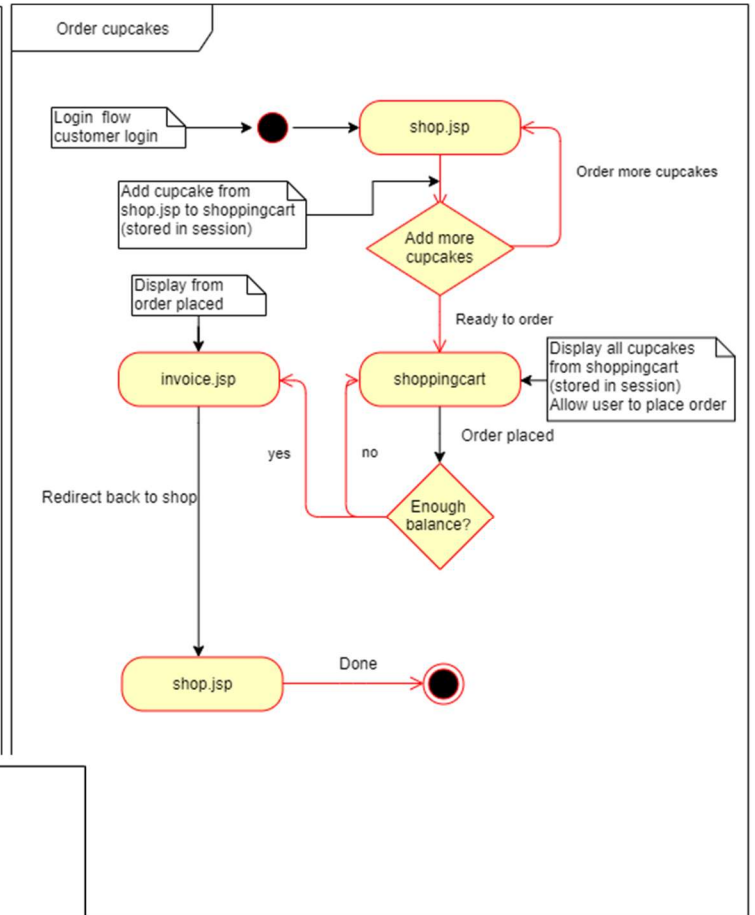 Order cupcakes
Login flow
customer login
shop.jsp
Order more cupcakes
Add cupcake from
shop.jsp to shoppingcart
(stored in session)
Add more
cupcakes
Display from
order placed
Ready to order
Display all cupcakes
from shoppingcart
(stored in session)
Allow user to place order
invoice.jsp
shoppingcart
Order placed
yes
no
Redirect back to shop
Enough
balance?
shop.jsp
Done